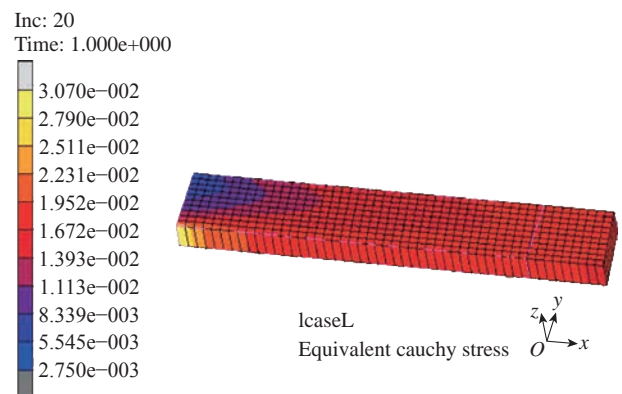 Inc: 20
Time: 1.000e+000
3.070e−002
2.790e−002
2.511e−002
2.231e−002
1.952e−002
1.672e−002
1.393e−002
1.113e−002
8.339e−003
5.545e−003
2.750e−003
lcaseL
Equivalent cauchy stress
z
y
O
x